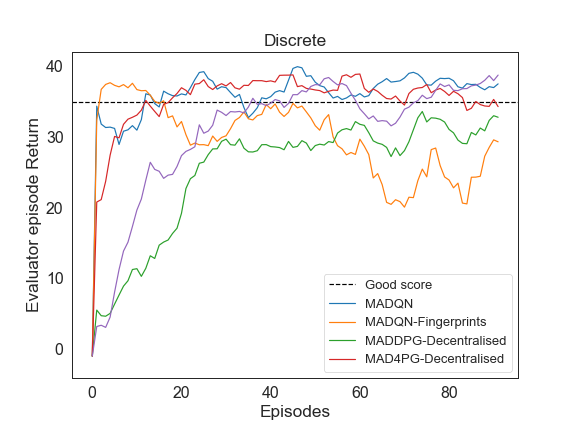 Discrete
Evaluator episode Return
40
30
20
10
0
0 20 40 60 80
Episodes
Good score
MADQN
MADQN-Fingerprints
MADDPG-Decentralised
MAD4PG-Decentralised